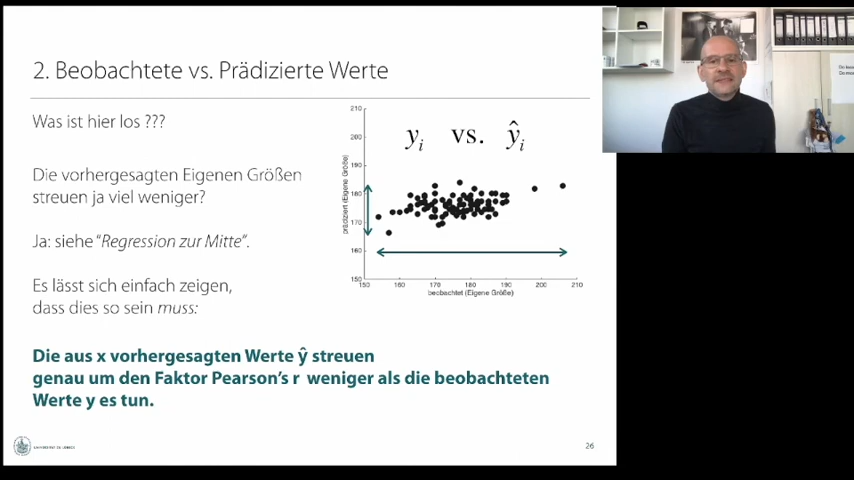 2. Beobachtete vs. Prädizierte Werte
Was ist hier los ???
Die vorhergesagten Eigenen Größen
streuen ja viel weniger?
Ja: siehe "Regression zur Mitte".
Es lässt sich einfach zeigen,
dass dies so sein muss:
Die aus x vorhergesagten Werte ŷ streuen
genau um den Faktor Pearson's r weniger als die beobachteten
Werte y es tun.
yᵢ vs. ŷᵢ
prädiziert (Eigene Größe)
210
200
190
180
170
160
150
150 160 170 180 190 200 210
beobachtet (Eigene Größe)
26